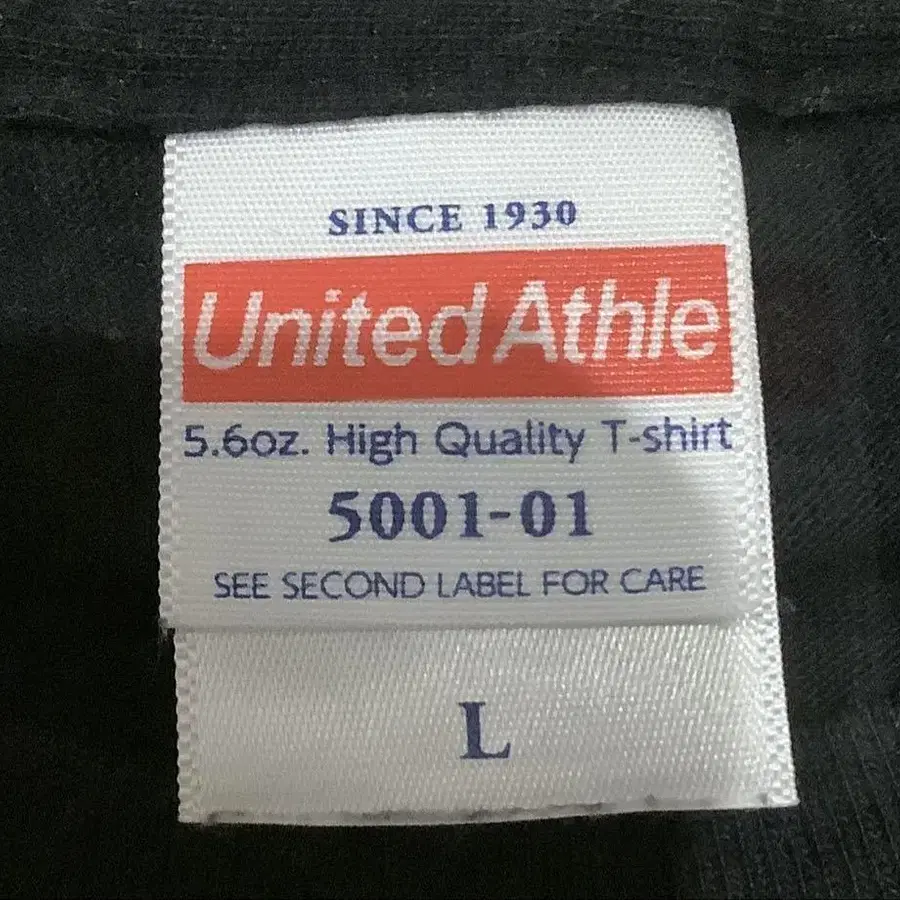 SINCE 1930
United Athle
5.6oz. High Quality T-shirt
5001-01
SEE SECOND LABEL FOR CARE
L